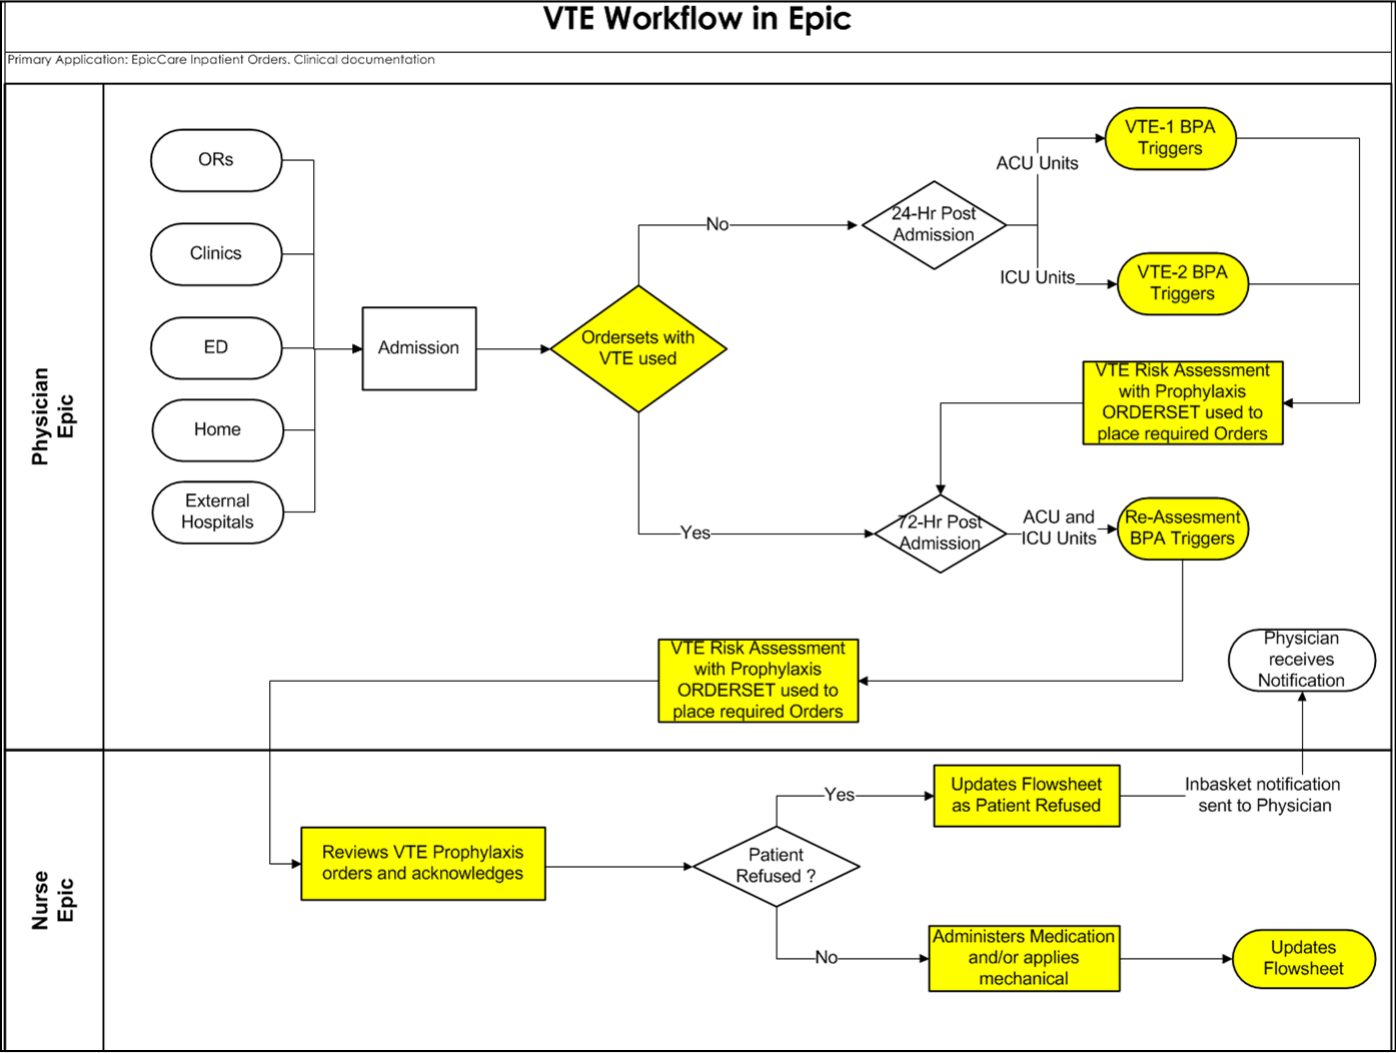 VTE Workflow in Epic
Primary Application: EpicCare Inpatient Orders. Clinical documentation
Physician
Epic
ORs
Clinics
ED
Home
External
Hospitals
Admission
Ordersets with
VTE used
No
Yes
24-Hr Post
Admission
ACU Units
ICU Units
VTE-1 BPA
Triggers
VTE-2 BPA
Triggers
VTE Risk Assessment
with Prophylaxis
ORDERSET used to
place required Orders
72-Hr Post
Admission
ACU and
ICU Units
Re-Assesment
BPA Triggers
VTE Risk Assessment
with Prophylaxis
ORDERSET used to
place required Orders
Physician
receives
Notification
Nurse
Epic
Reviews VTE Prophylaxis
orders and acknowledges
Patient
Refused ?
Yes
Updates Flowsheet
as Patient Refused
Inbasket notification
sent to Physician
No
Administers Medication
and/or applies
mechanical
Updates
Flowsheet